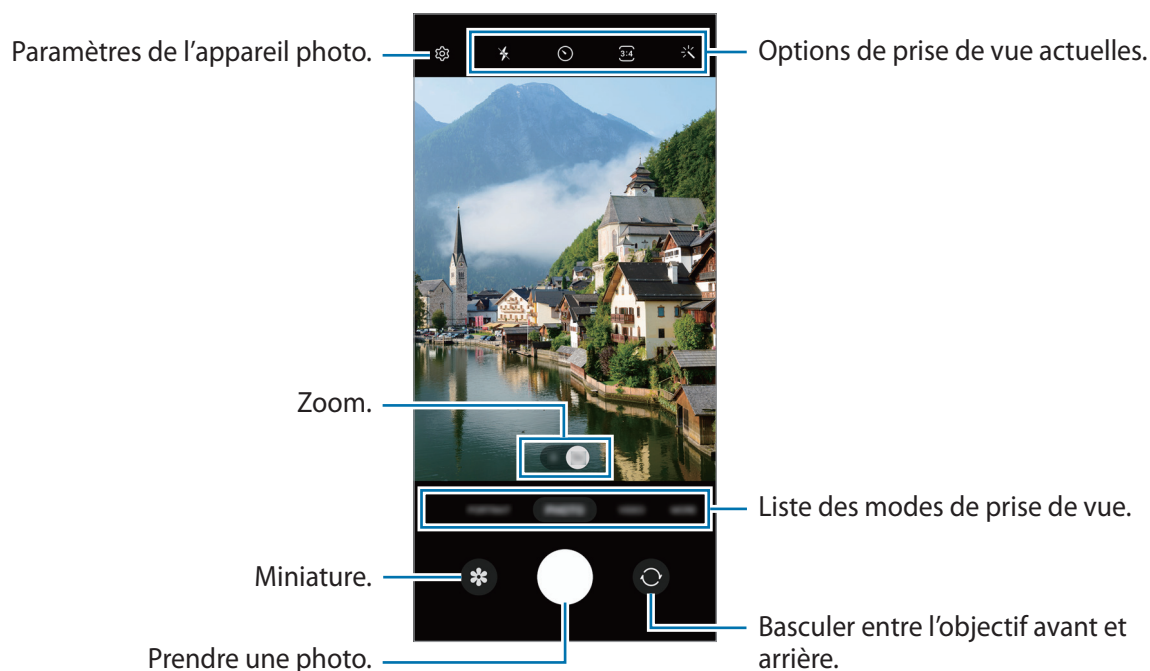 Paramètres de l'appareil photo.
Options de prise de vue actuelles.
3:4
Zoom.
PHOTO
Liste des modes de prise de vue.
Miniature.
Basculer entre l'objectif avant et
arrière.
Prendre une photo.